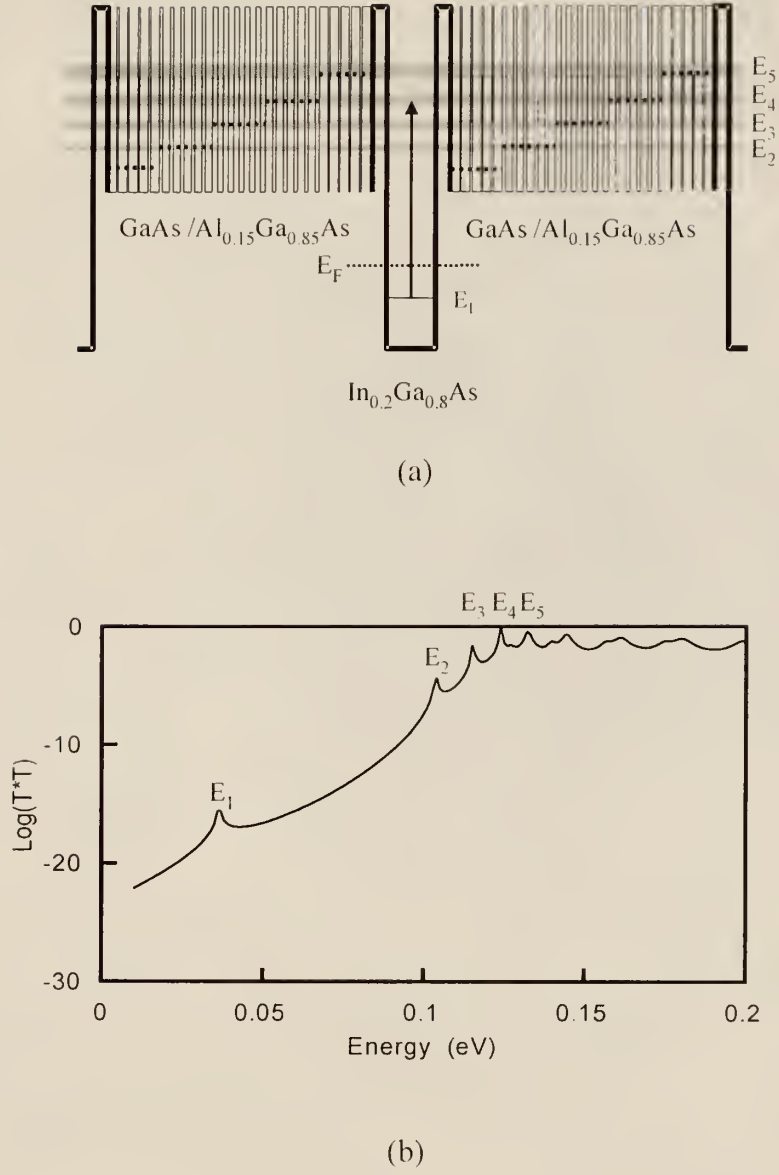 E₅
E₄
E₃
E₂
GaAs /Al₀.₁₅Ga₀.₈₅As
GaAs /Al₀.₁₅Ga₀.₈₅As
E_F
E₁
In₀.₂Ga₀.₈As
(a)
E₃ E₄ E₅
E₂
E₁
0
-10
-20
-30
Log(T*T)
0
0.05
0.1
0.15
0.2
Energy (eV)
(b)